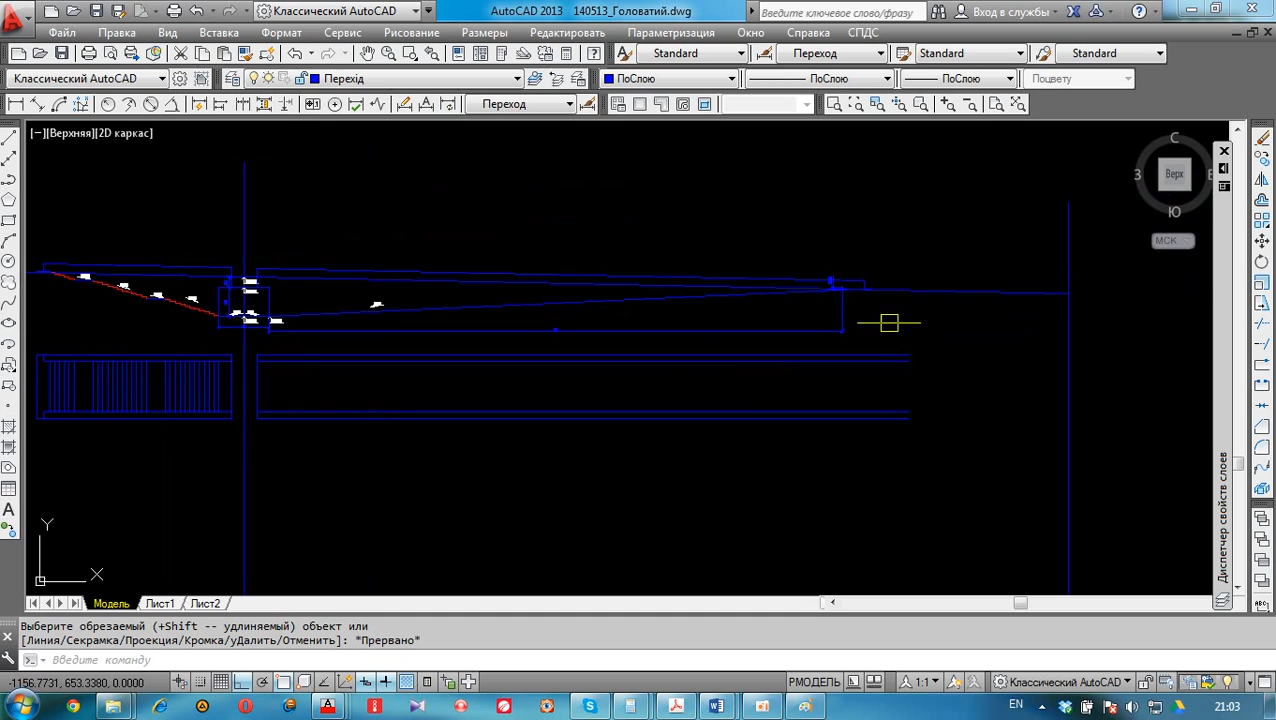 Классический AutoCAD
AutoCAD 2013 140513_Головатий.dwg
Введите ключевое слово/фразу
Вход в службы
Файл Правка Вид Вставка Формат Сервис Рисование Размеры Редактировать Параметризация Окно Справка СПДС
Standard Переход Standard Standard
Классический AutoCAD Перехід ПоСлою ПоСлою ПоСлою Поцвету
Переход
[−][Верхняя][2D каркас]
С
З Верх В
Ю
МСК
Диспетчер свойств слоев
Y
X
Модель Лист1 Лист2
Выберите обрезаемый (+Shift -- удлиняемый) объект или
[Линия/Секрамка/Проекция/Кромка/уДалить/Отменить]: *Прервано*
Введите команду
-1156.7731, 653.3380, 0.0000 РМОДЕЛЬ 1:1 Классический AutoCAD
EN 21:03